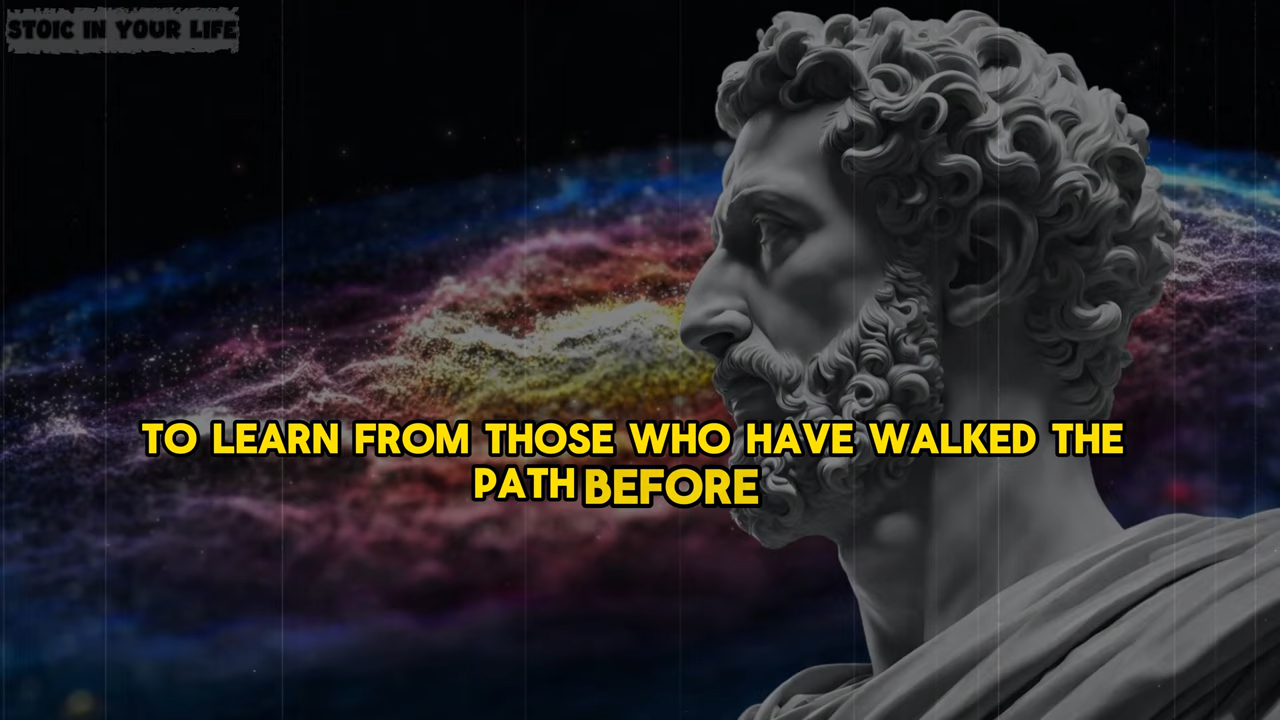 STOIC IN YOUR LIFE
TO LEARN FROM THOSE WHO HAVE WALKED THE
PATH BEFORE